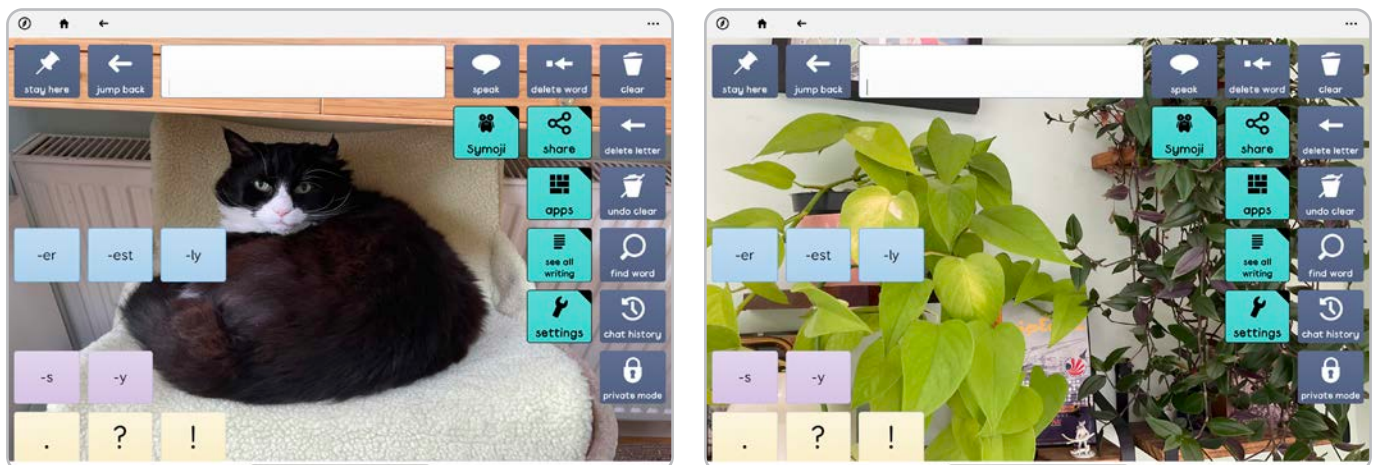 stay here jump back speak delete word clear
Symoji share delete letter
apps undo clear
-er -est -ly see all writing find word
settings chat history
-s -y private mode
. ? !
stay here jump back speak delete word clear
Symoji share delete letter
apps undo clear
-er -est -ly see all writing find word
settings chat history
-s -y private mode
. ? !